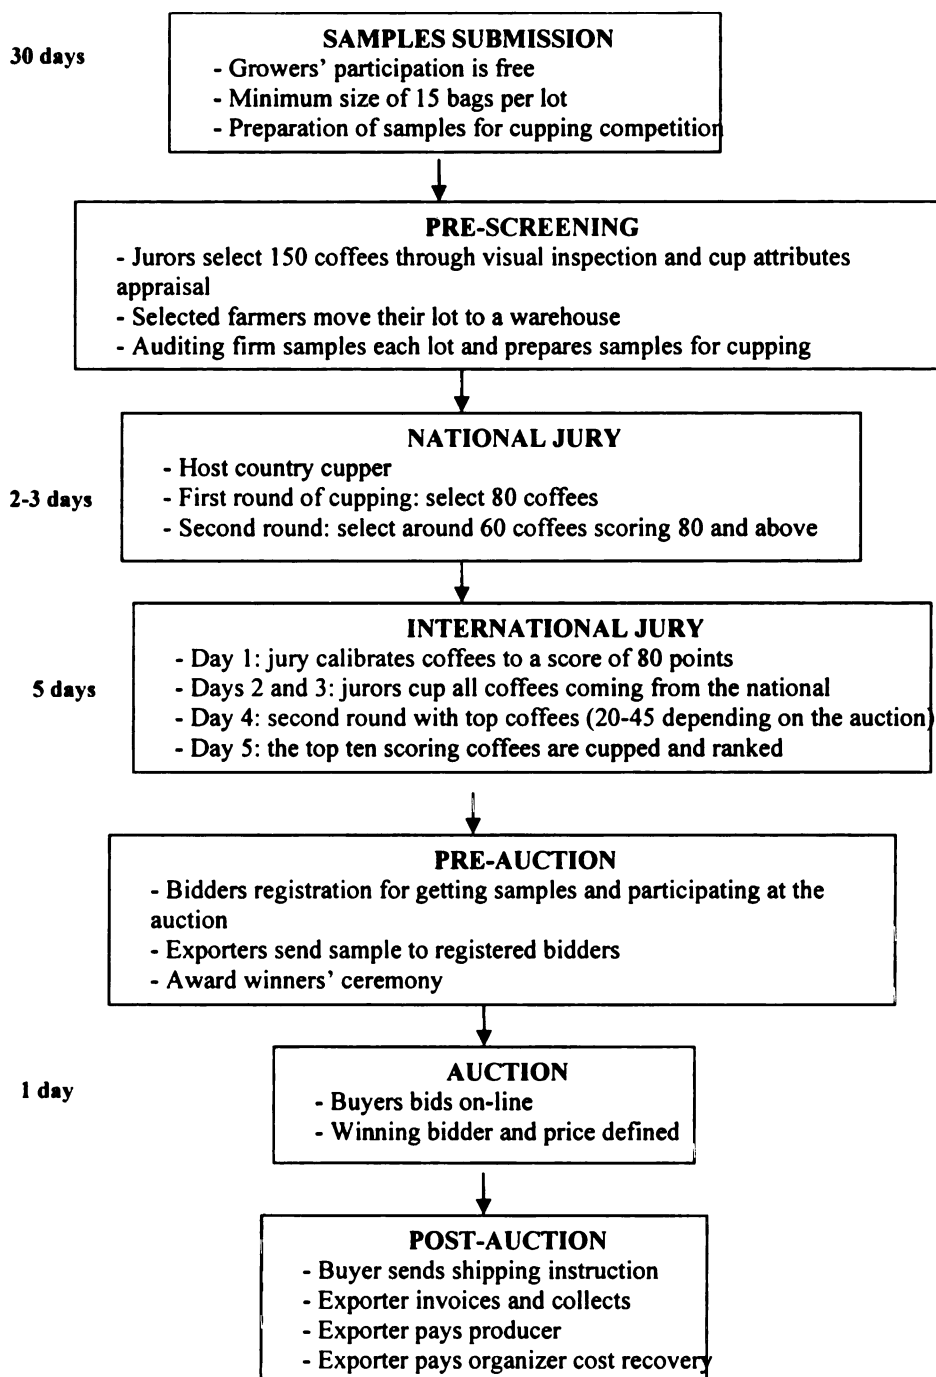 30 days
SAMPLES SUBMISSION
- Growers' participation is free
- Minimum size of 15 bags per lot
- Preparation of samples for cupping competition
PRE-SCREENING
- Jurors select 150 coffees through visual inspection and cup attributes
appraisal
- Selected farmers move their lot to a warehouse
- Auditing firm samples each lot and prepares samples for cupping
2-3 days
NATIONAL JURY
- Host country cupper
- First round of cupping: select 80 coffees
- Second round: select around 60 coffees scoring 80 and above
5 days
INTERNATIONAL JURY
- Day 1: jury calibrates coffees to a score of 80 points
- Days 2 and 3: jurors cup all coffees coming from the national
- Day 4: second round with top coffees (20-45 depending on the auction)
- Day 5: the top ten scoring coffees are cupped and ranked
PRE-AUCTION
- Bidders registration for getting samples and participating at the
auction
- Exporters send sample to registered bidders
- Award winners' ceremony
1 day
AUCTION
- Buyers bids on-line
- Winning bidder and price defined
POST-AUCTION
- Buyer sends shipping instruction
- Exporter invoices and collects
- Exporter pays producer
- Exporter pays organizer cost recovery